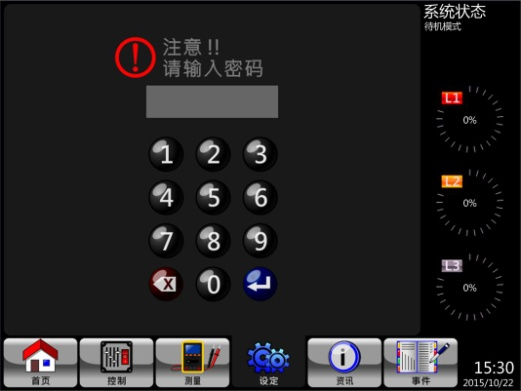 系统状态
待机模式
注意!!
请输入密码
L1
0%
1 2 3
L2
4 5 6
0%
7 8 9
L3
0
0%
首页 控制 测量 设定 资讯 事件
15:30
2015/10/22